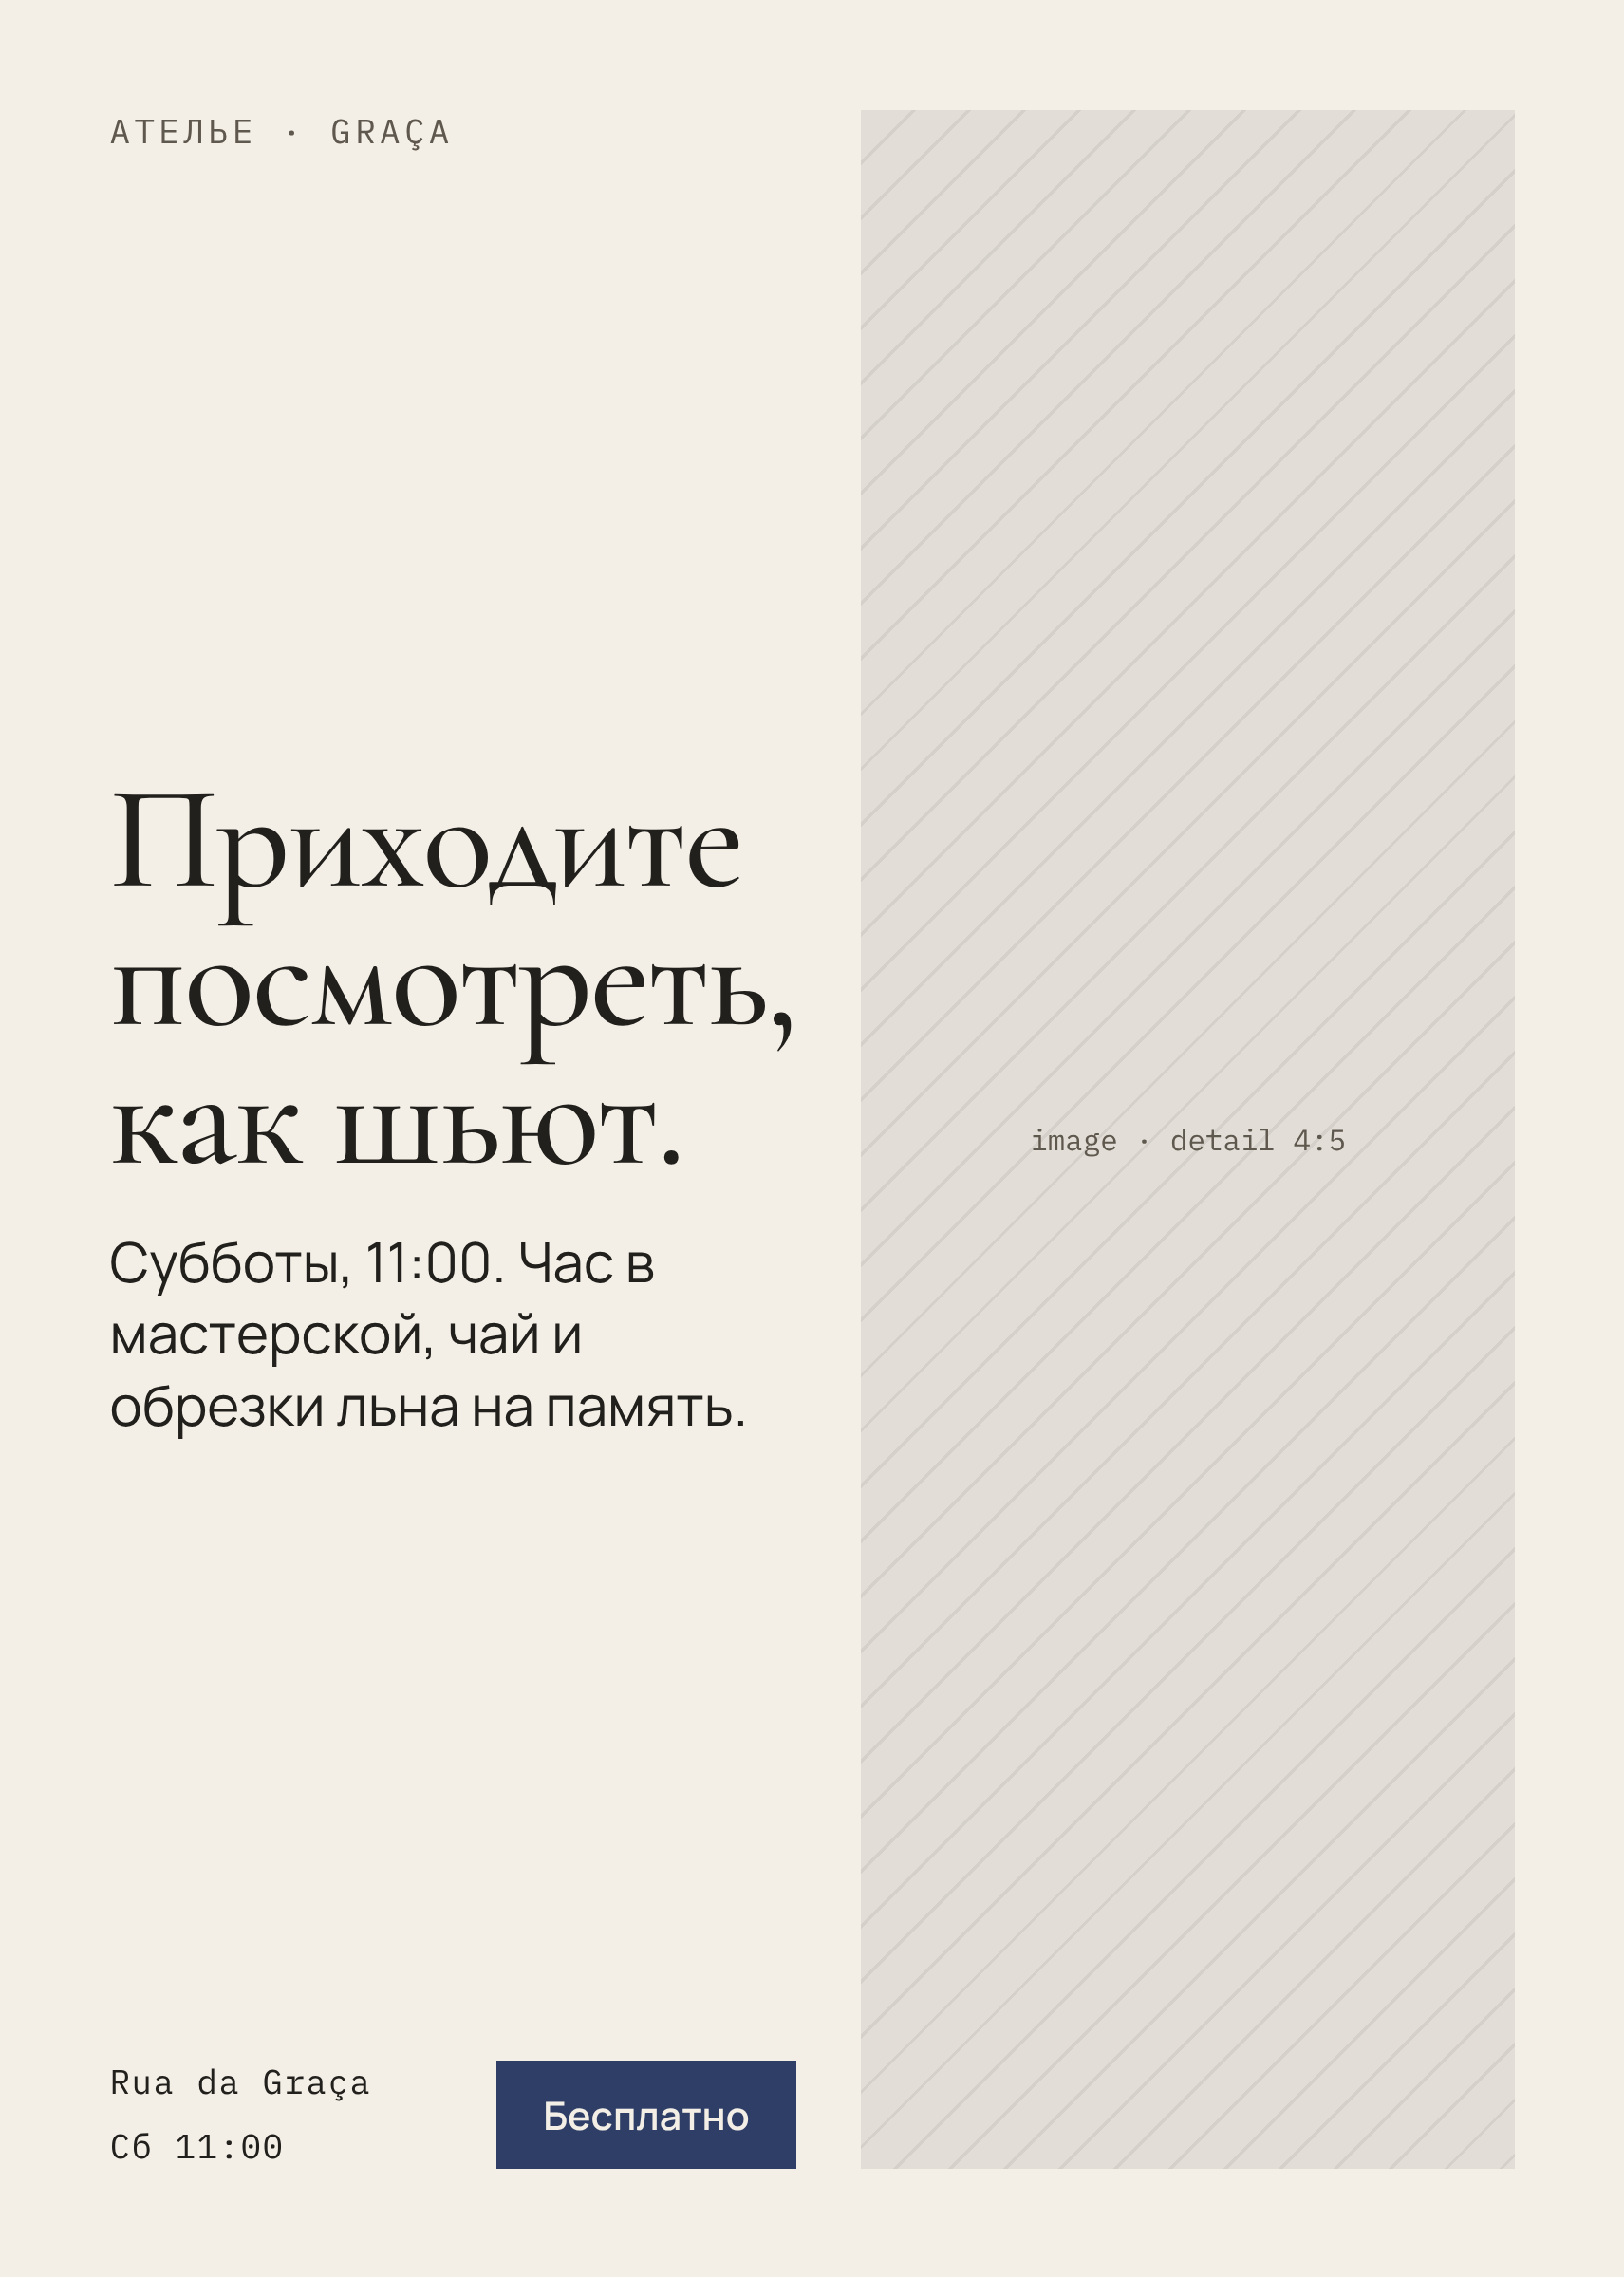 АТЕЛЬЕ · GRAÇA
Приходите
посмотреть,
как шьют.
Субботы, 11:00. Час в
мастерской, чай и
обрезки льна на память.
Rua da Graça
Сб 11:00
Бесплатно
image · detail 4:5